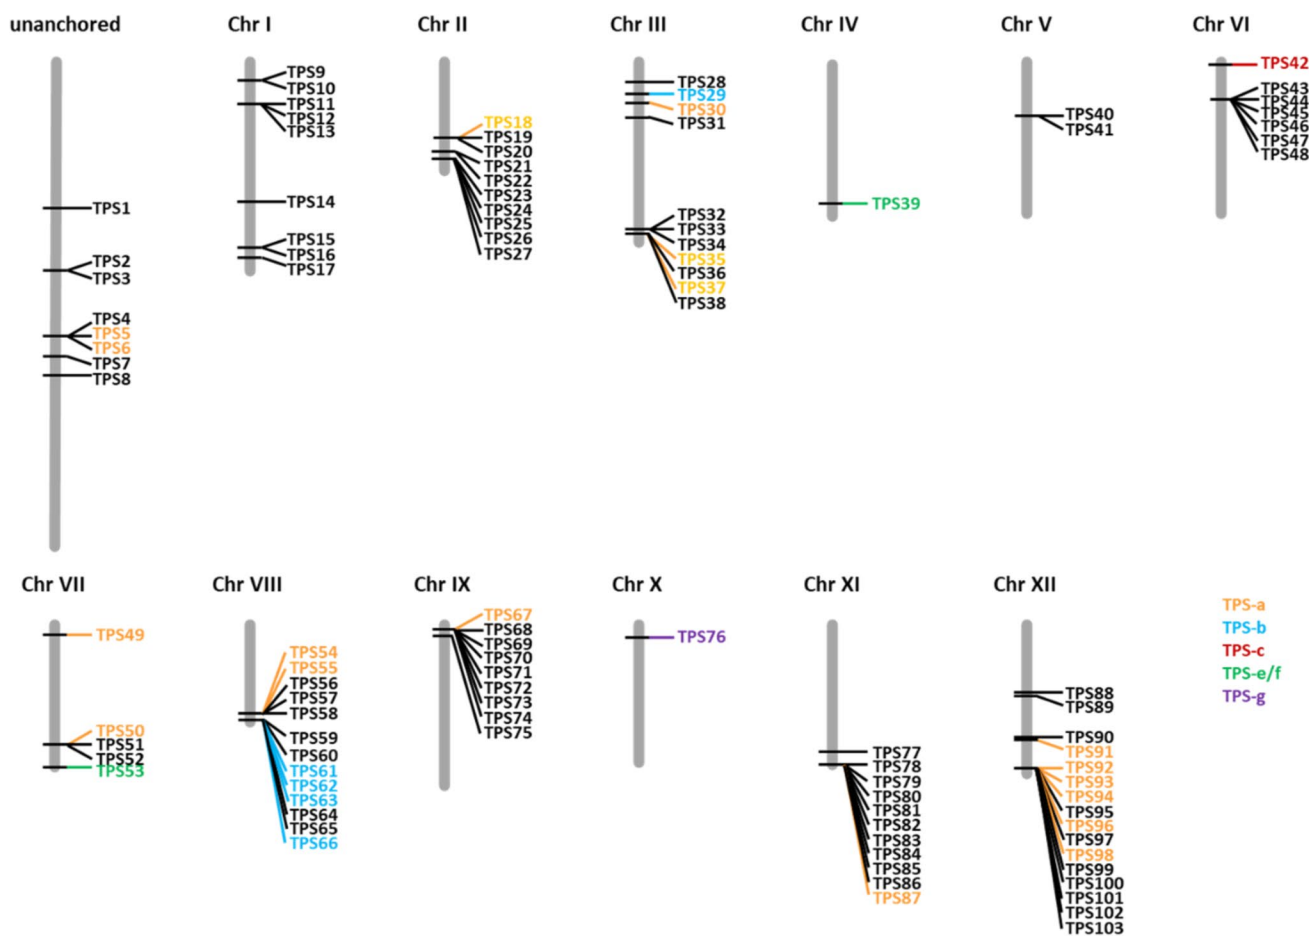 unanchored
TPS1
TPS2
TPS3
TPS4
TPS5
TPS6
TPS7
TPS8
Chr I
TPS9
TPS10
TPS11
TPS12
TPS13
TPS14
TPS15
TPS16
TPS17
Chr II
TPS18
TPS19
TPS20
TPS21
TPS22
TPS23
TPS24
TPS25
TPS26
TPS27
Chr III
TPS28
TPS29
TPS30
TPS31
TPS32
TPS33
TPS34
TPS35
TPS36
TPS37
TPS38
Chr IV
TPS39
Chr V
TPS40
TPS41
Chr VI
TPS42
TPS43
TPS44
TPS45
TPS46
TPS47
TPS48
Chr VII
TPS49
TPS50
TPS51
TPS52
TPS53
Chr VIII
TPS54
TPS55
TPS56
TPS57
TPS58
TPS59
TPS60
TPS61
TPS62
TPS63
TPS64
TPS65
TPS66
Chr IX
TPS67
TPS68
TPS69
TPS70
TPS71
TPS72
TPS73
TPS74
TPS75
Chr X
TPS76
Chr XI
TPS77
TPS78
TPS79
TPS80
TPS81
TPS82
TPS83
TPS84
TPS85
TPS86
TPS87
Chr XII
TPS88
TPS89
TPS90
TPS91
TPS92
TPS93
TPS94
TPS95
TPS96
TPS97
TPS98
TPS99
TPS100
TPS101
TPS102
TPS103
TPS-a
TPS-b
TPS-c
TPS-e/f
TPS-g